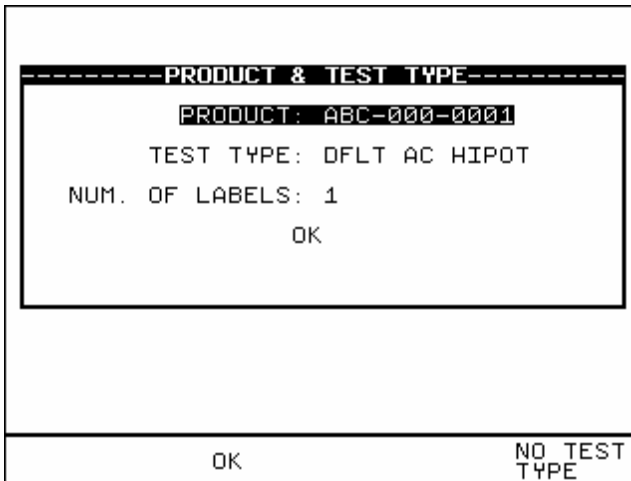 ---------PRODUCT & TEST TYPE----------
PRODUCT: ABC-000-0001
TEST TYPE: DFLT AC HIPOT
NUM. OF LABELS: 1
OK
OK
NO TEST
TYPE